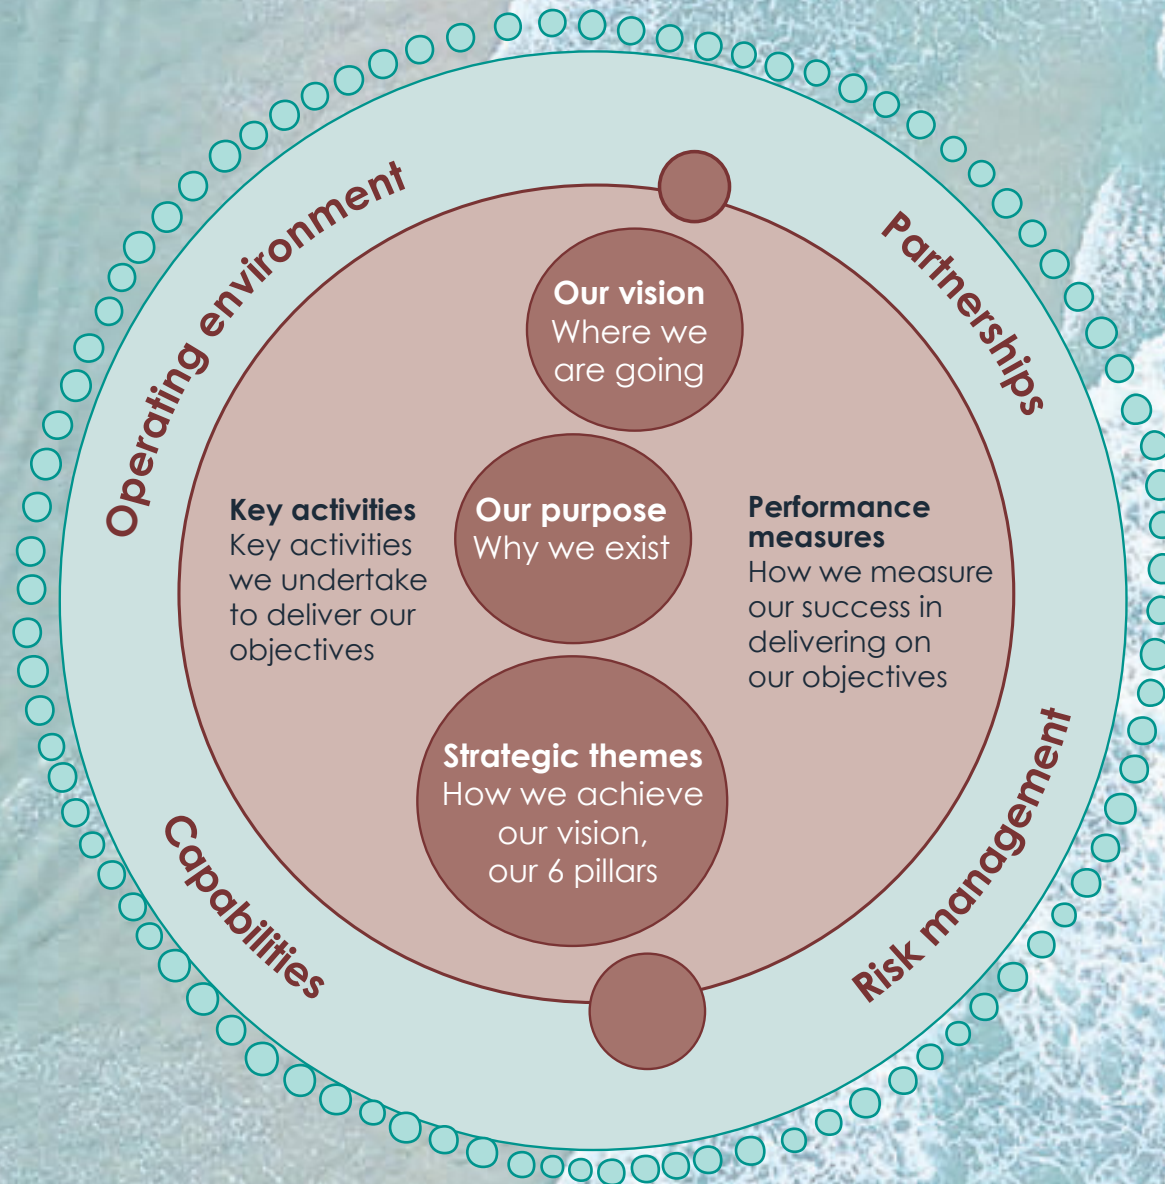 Operating environment
Partnerships
Our vision
Where we
are going
Key activities
Key activities
we undertake
to deliver our
objectives
Our purpose
Why we exist
Performance
measures
How we measure
our success in
delivering on
our objectives
Strategic themes
How we achieve
our vision,
our 6 pillars
Capabilities
Risk management